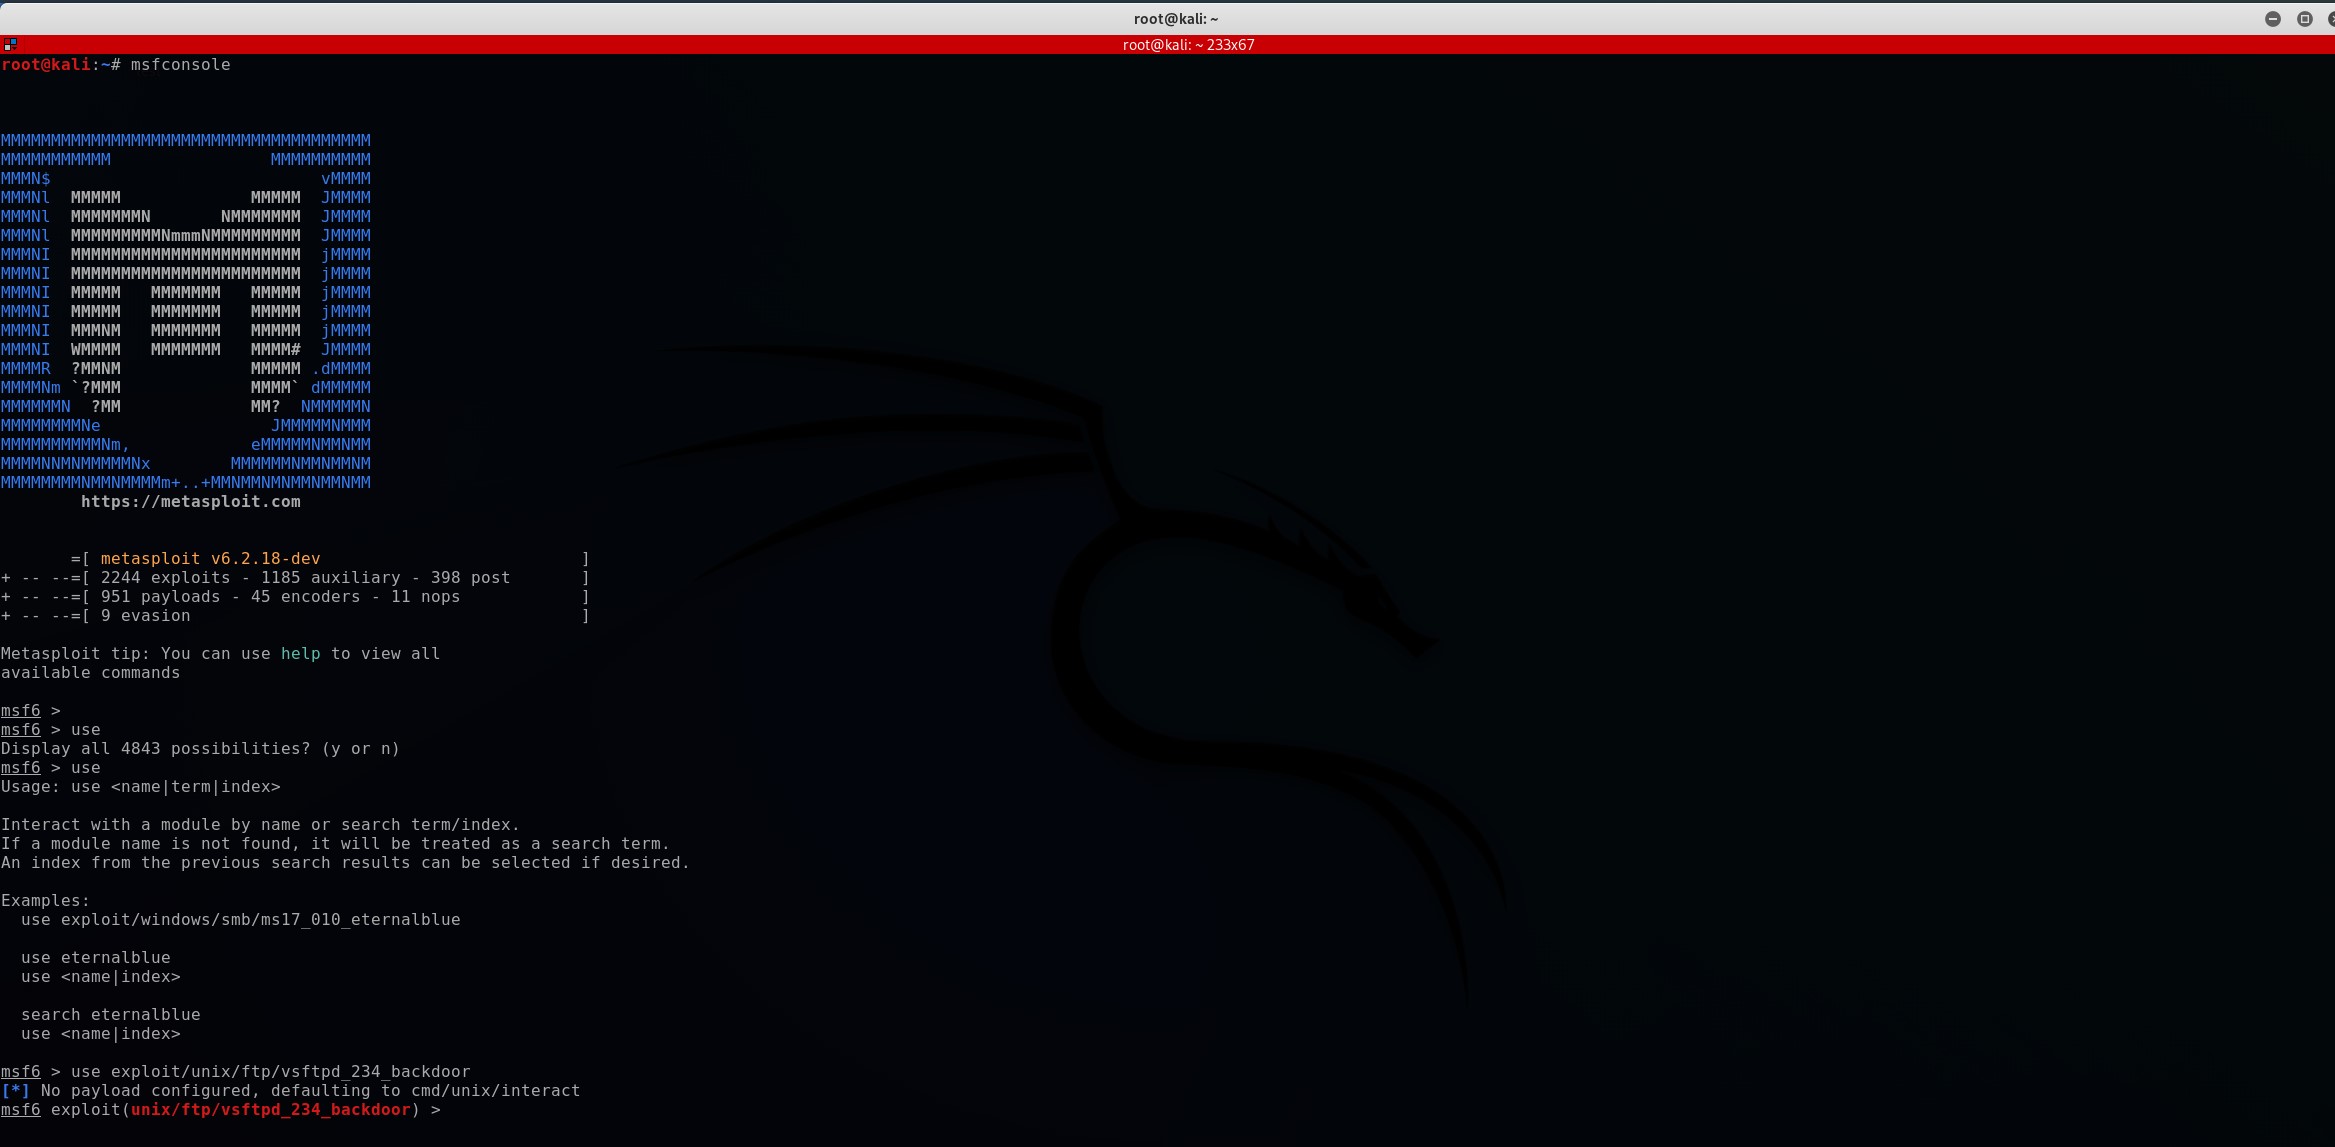 root@kali: ~
root@kali: ~ 233x67
root@kali:~# msfconsole
MMMMMMMMMMMMMMMMMMMMMMMMMMMMMMMMMMMMM
MMMMMMMMMMM                MMMMMMMMMM
MMMN$                           vMMMM
MMMNl  MMMMM             MMMMM  JMMMM
MMMNl  MMMMMMMN       NMMMMMMM  JMMMM
MMMNl  MMMMMMMMMNmmmNMMMMMMMMM  JMMMM
MMMNI  MMMMMMMMMMMMMMMMMMMMMMM  jMMMM
MMMNI  MMMMMMMMMMMMMMMMMMMMMMM  jMMMM
MMMNI  MMMMM   MMMMMMM   MMMMM  jMMMM
MMMNI  MMMMM   MMMMMMM   MMMMM  jMMMM
MMMNI  MMMNM   MMMMMMM   MMMMM  jMMMM
MMMNI  WMMMM   MMMMMMM   MMMM#  JMMMM
MMMMR  ?MMNM             MMMMM .dMMMM
MMMMNm `?MMM             MMMM` dMMMMM
MMMMMMN  ?MM             MM?  NMMMMMN
MMMMMMMMNe                 JMMMMMNMMM
MMMMMMMMMMNm,            eMMMMMNMMNMM
MMMMNNMNMMMMMNx        MMMMMMNMMNMMNM
MMMMMMMMNMMNMMMMm+..+MMNMMNMNMMNMMNMM
https://metasploit.com
=[ metasploit v6.2.18-dev                          ]
+ -- --=[ 2244 exploits - 1185 auxiliary - 398 post       ]
+ -- --=[ 951 payloads - 45 encoders - 11 nops            ]
+ -- --=[ 9 evasion                                       ]
Metasploit tip: You can use help to view all
available commands
msf6 >
msf6 > use
Display all 4843 possibilities? (y or n)
msf6 > use
Usage: use <name|term|index>
Interact with a module by name or search term/index.
If a module name is not found, it will be treated as a search term.
An index from the previous search results can be selected if desired.
Examples:
use exploit/windows/smb/ms17_010_eternalblue
use eternalblue
use <name|index>
search eternalblue
use <name|index>
msf6 > use exploit/unix/ftp/vsftpd_234_backdoor
[*] No payload configured, defaulting to cmd/unix/interact
msf6 exploit(unix/ftp/vsftpd_234_backdoor) >